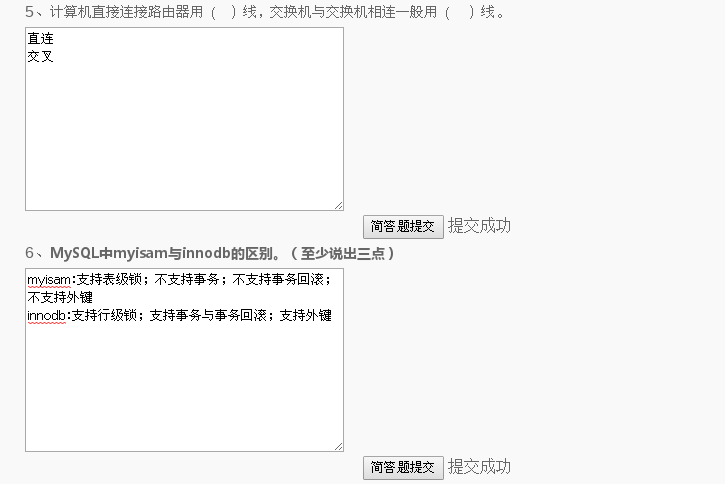 5、计算机直接连接路由器用（　）线，交换机与交换机相连一般用（　）线。
直连
交叉
简答题提交 提交成功
6、MySQL中myisam与innodb的区别。（至少说出三点）
myisam:支持表级锁；不支持事务；不支持事务回滚；
不支持外键
innodb:支持行级锁；支持事务与事务回滚；支持外键
简答题提交 提交成功